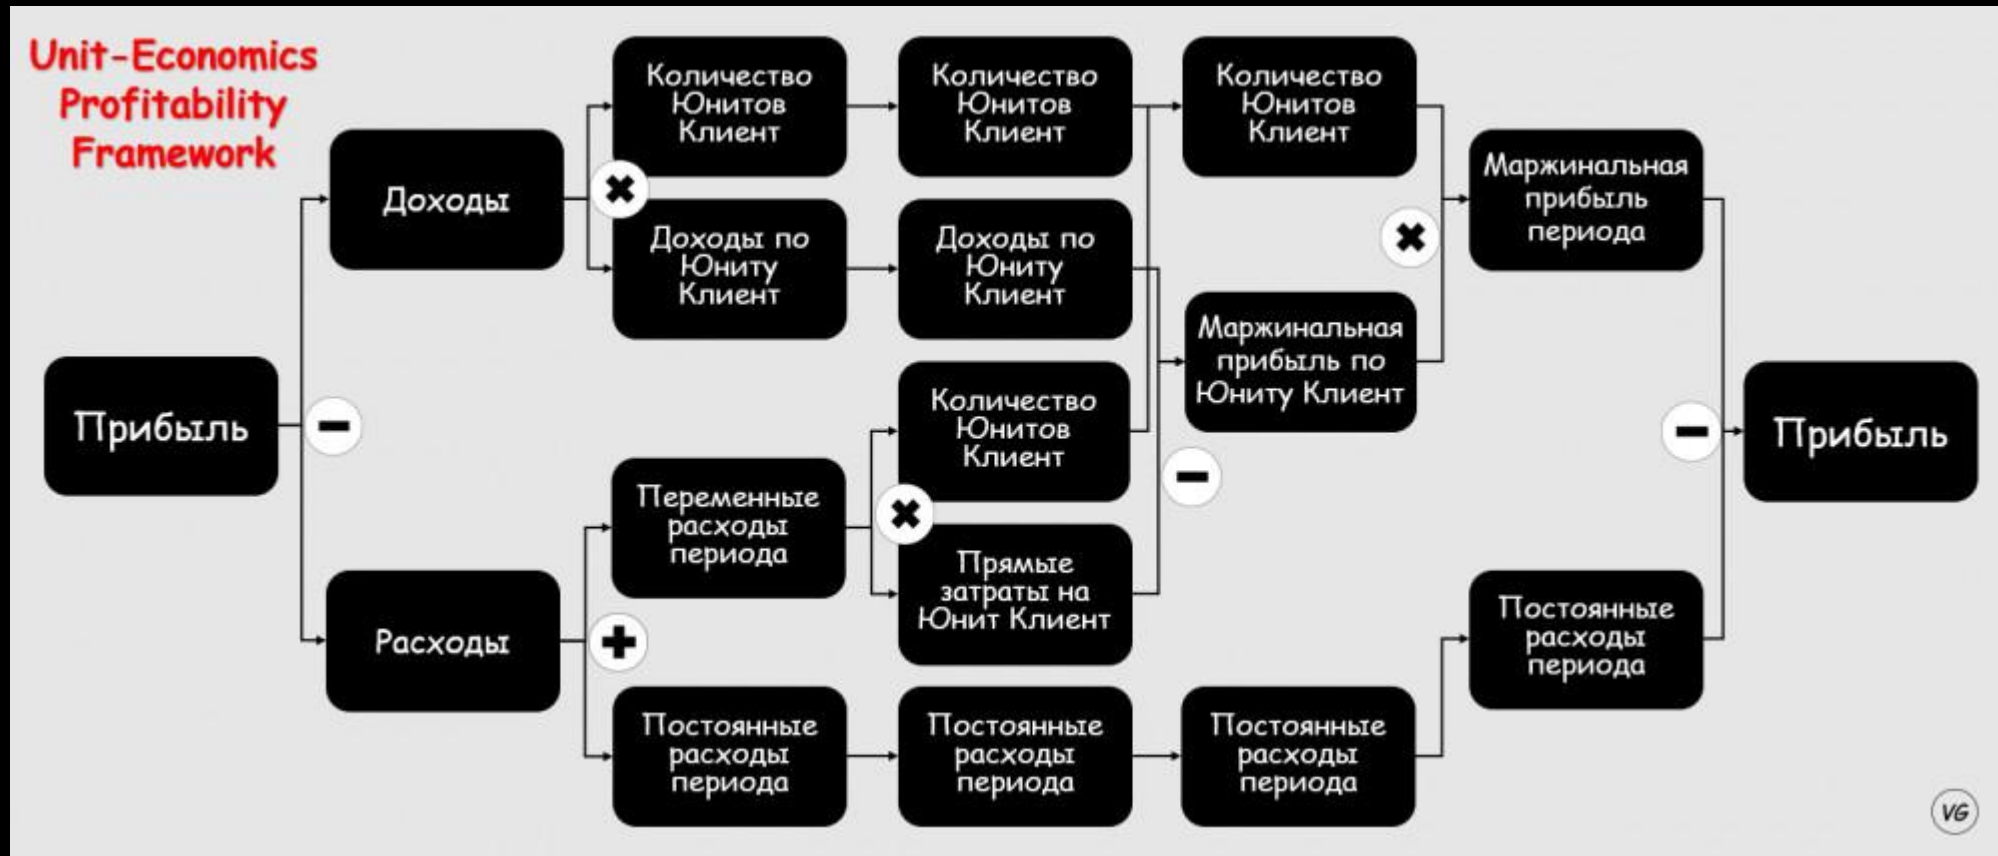 Unit-Economics
Profitability
Framework
Прибыль
Доходы
Расходы
Количество
Юнитов
Клиент
Доходы по
Юниту
Клиент
Переменные
расходы
периода
Постоянные
расходы
периода
Количество
Юнитов
Клиент
Доходы по
Юниту
Клиент
Количество
Юнитов
Клиент
Прямые
затраты на
Юнит Клиент
Постоянные
расходы
периода
Количество
Юнитов
Клиент
Маржинальная
прибыль по
Юниту Клиент
Постоянные
расходы
периода
Маржинальная
прибыль
периода
Постоянные
расходы
периода
Прибыль
VG